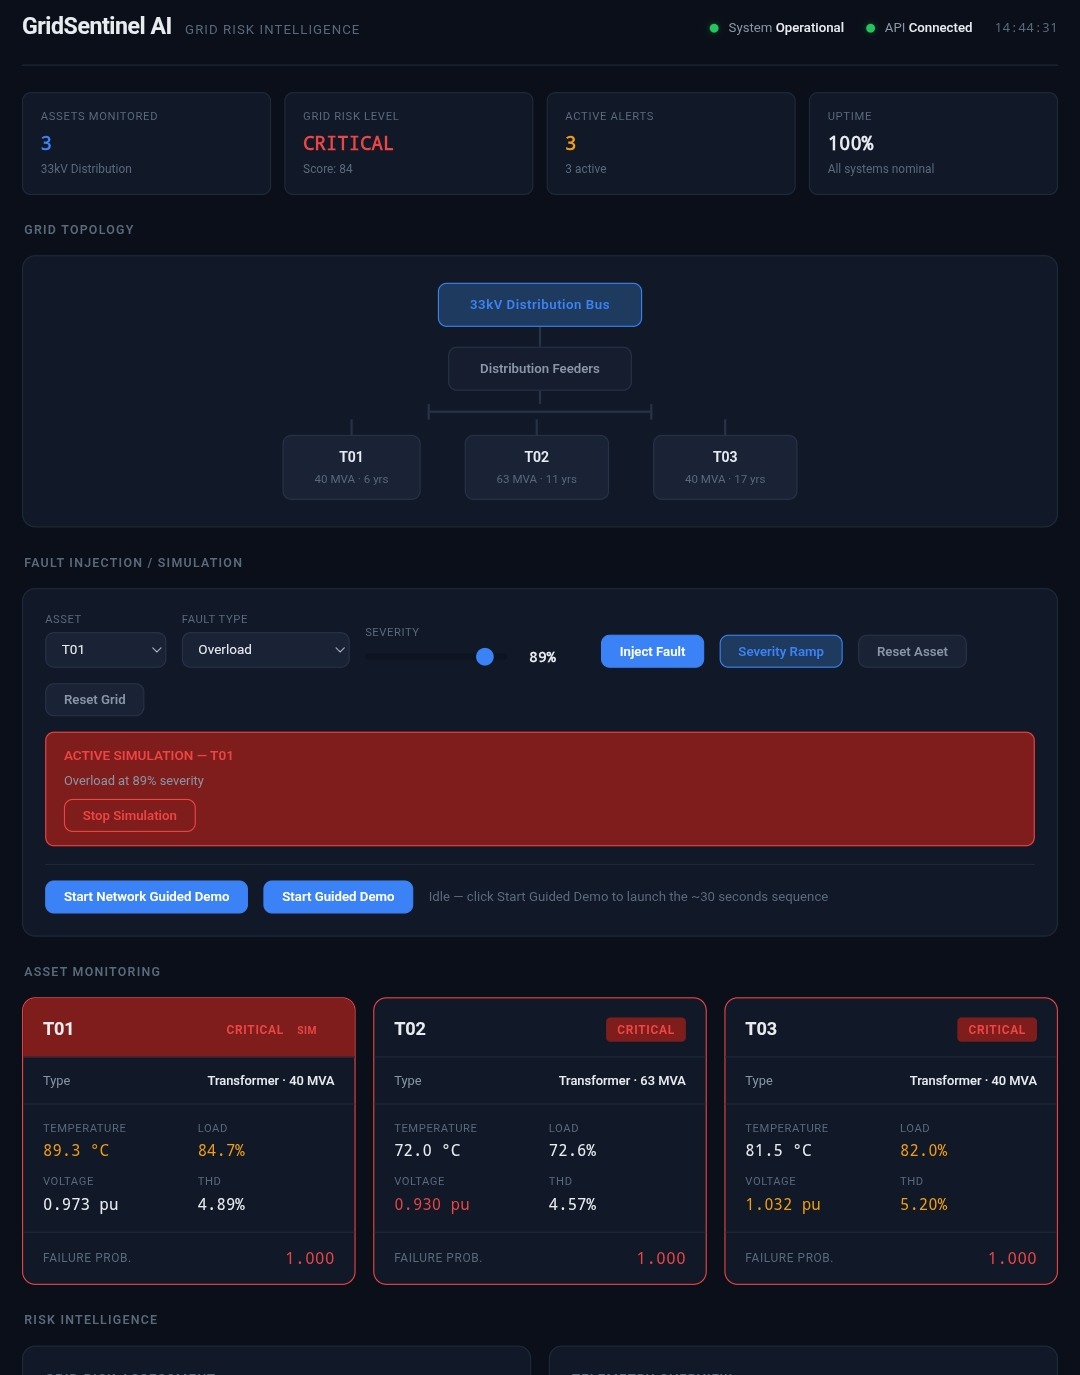 GridSentinel AI GRID RISK INTELLIGENCE System Operational API Connected 14:44:31
ASSETS MONITORED
3
33kV Distribution
GRID RISK LEVEL
CRITICAL
Score: 84
ACTIVE ALERTS
3
3 active
UPTIME
100%
All systems nominal
GRID TOPOLOGY
33kV Distribution Bus
Distribution Feeders
T01
40 MVA · 6 yrs
T02
63 MVA · 11 yrs
T03
40 MVA · 17 yrs
FAULT INJECTION / SIMULATION
ASSET
T01
FAULT TYPE
Overload
SEVERITY
89%
Inject Fault
Severity Ramp
Reset Asset
Reset Grid
ACTIVE SIMULATION — T01
Overload at 89% severity
Stop Simulation
Start Network Guided Demo
Start Guided Demo
Idle — click Start Guided Demo to launch the ~30 seconds sequence
ASSET MONITORING
T01 CRITICAL SIM
Type Transformer · 40 MVA
TEMPERATURE LOAD
89.3 °C 84.7%
VOLTAGE THD
0.973 pu 4.89%
FAILURE PROB. 1.000
T02 CRITICAL
Type Transformer · 63 MVA
TEMPERATURE LOAD
72.0 °C 72.6%
VOLTAGE THD
0.930 pu 4.57%
FAILURE PROB. 1.000
T03 CRITICAL
Type Transformer · 40 MVA
TEMPERATURE LOAD
81.5 °C 82.0%
VOLTAGE THD
1.032 pu 5.20%
FAILURE PROB. 1.000
RISK INTELLIGENCE